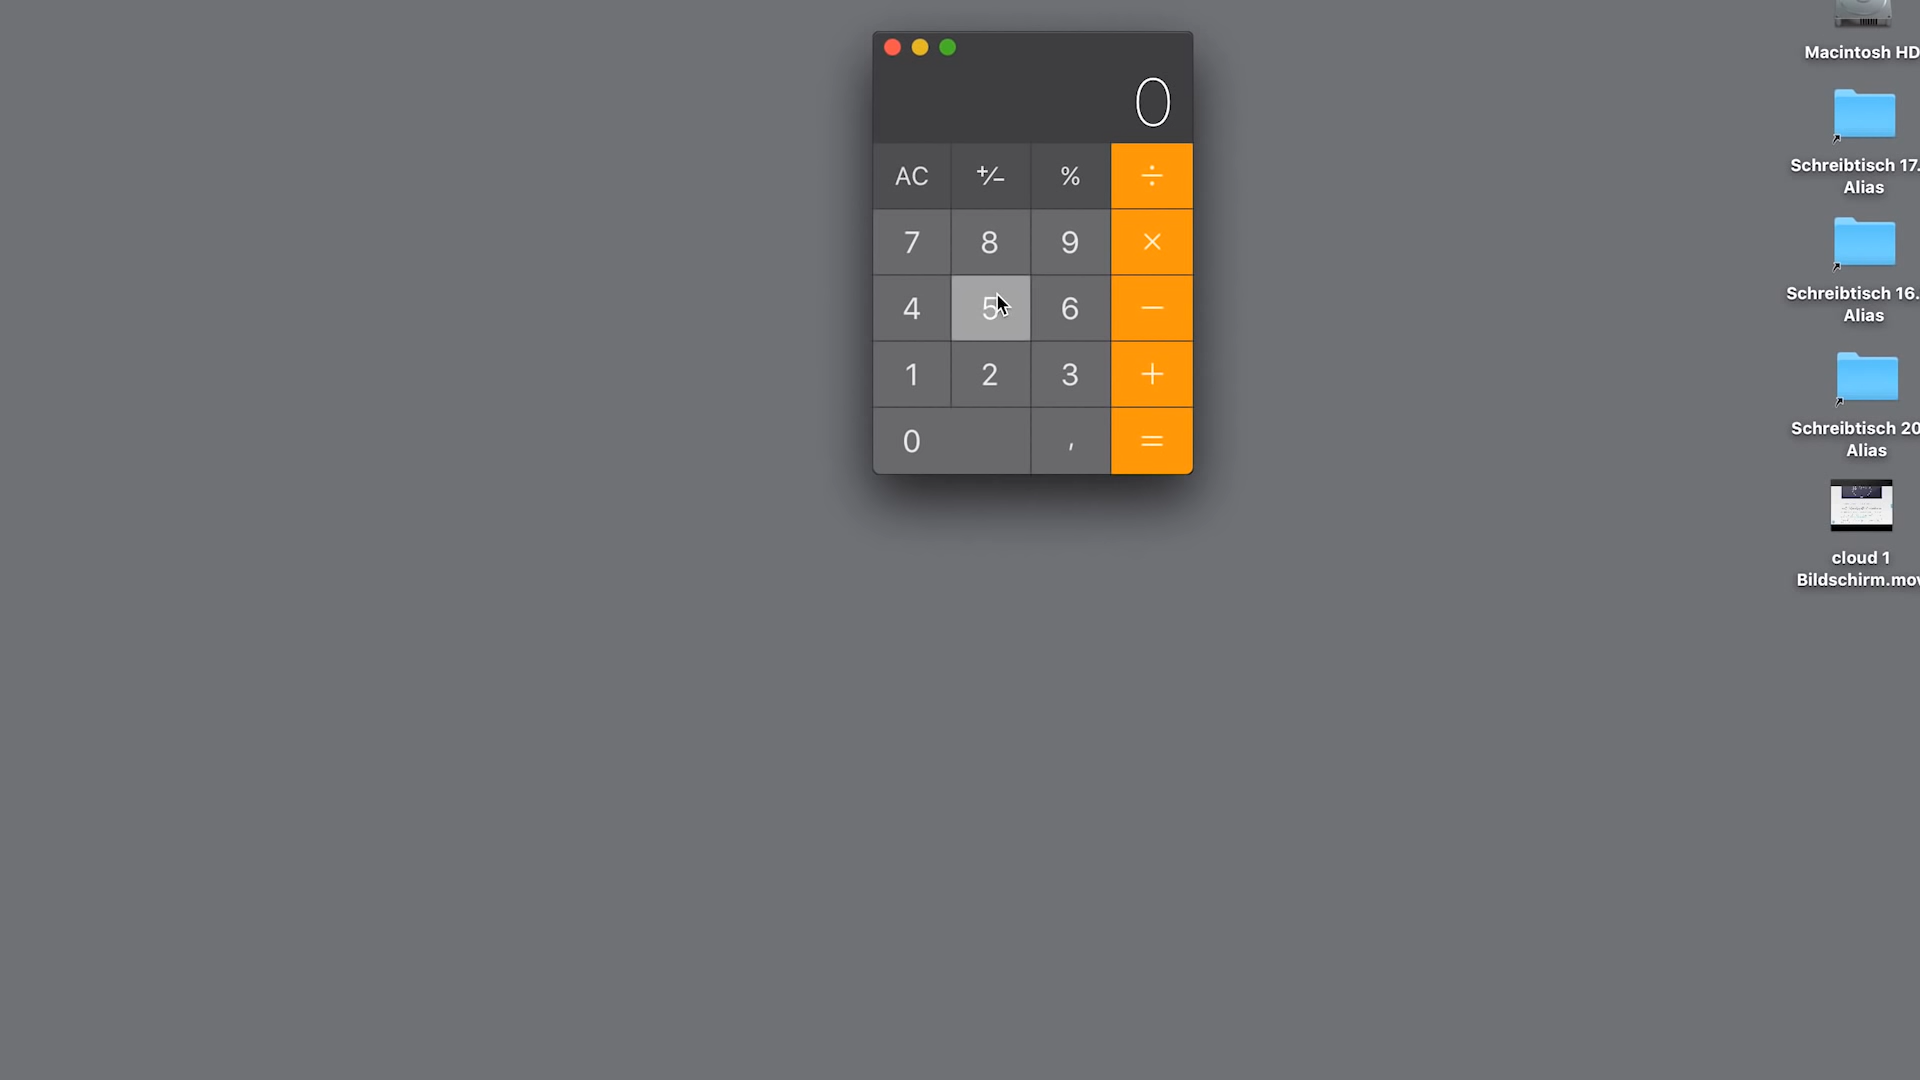 0
AC +/− % ÷
7 8 9 ×
4 5 6 −
1 2 3 +
0 , =
Macintosh HD
Schreibtisch 17.
Alias
Schreibtisch 16.
Alias
Schreibtisch 20
Alias
cloud 1
Bildschirm.mov